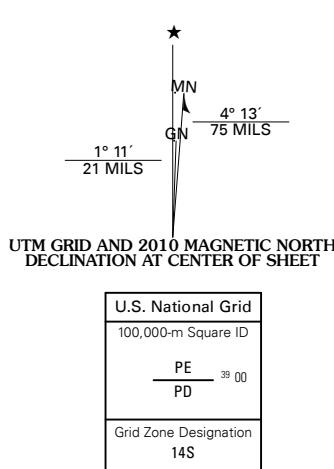 ★
MN
4° 13´
75 MILS
GN
1° 11´
21 MILS
UTM GRID AND 2010 MAGNETIC NORTH
DECLINATION AT CENTER OF SHEET
U.S. National Grid
100,000-m Square ID
PE
39 00
PD
Grid Zone Designation
14S